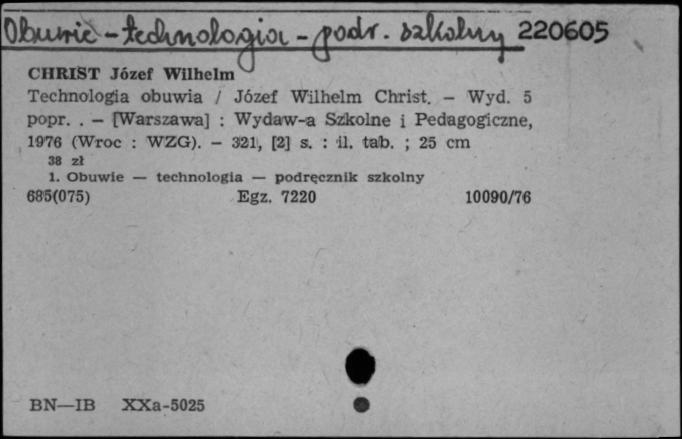 Obuwie - technologia - podr. szkolny 220605
CHRIST Józef Wilhelm
Technologia obuwia / Józef Wilhelm Christ. — Wyd. 5
popr. . — [Warszawa] : Wydaw-a Szkolne i Pedagogiczne,
1976 (Wroc : WZG). — 321, [2] s. : il. tab. ; 25 cm
38 zł
1. Obuwie — technologia — podręcznik szkolny
685(075) Egz. 7220 10090/76
BN—IB XXa-5025